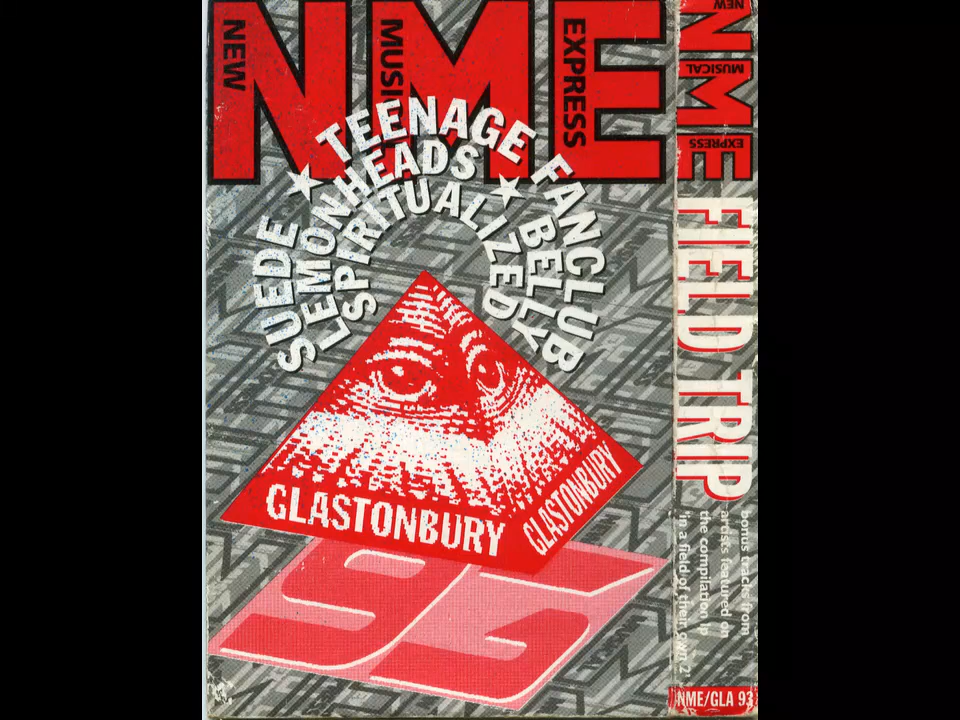 NME
NEW
MUSI
EXPRESS
SUEDE ★ TEENAGE FANCLUB
LEMONHEADS ★ BELLY
SPIRITUALIZED
GLASTONBURY
GLASTONBURY
93
NME
NEW
MUSICAL
EXPRESS
FIELD TRIP
bonus tracks from
artists featured on
the compilation lp
'in a field of their own 2'
NME/GLA 93